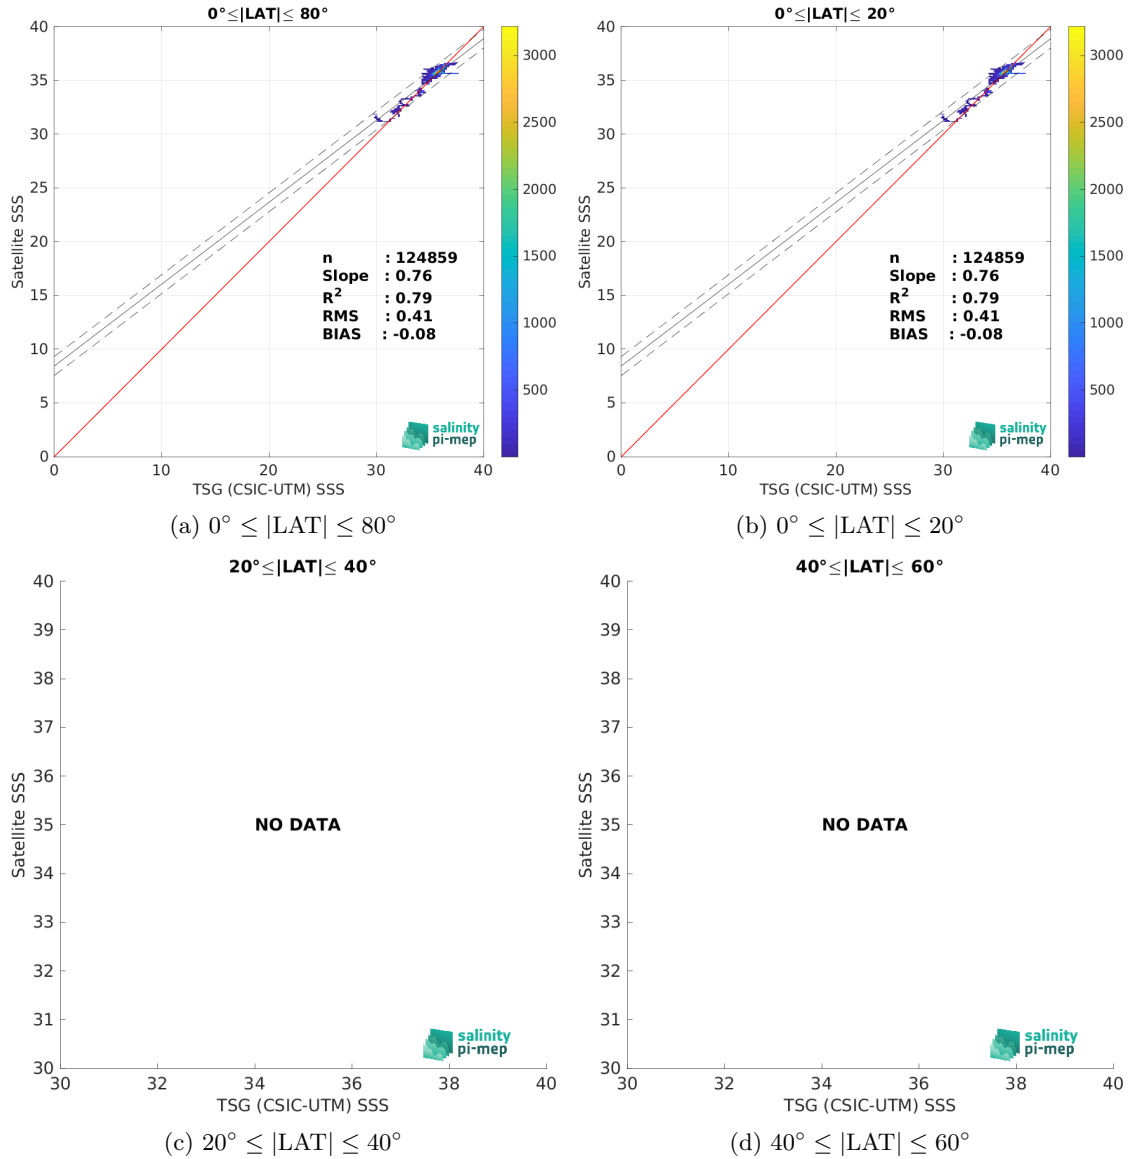 0°≤|LAT|≤ 80°
40
35
30
25
20
15
10
5
0
Satellite SSS
n : 124859
Slope : 0.76
R² : 0.79
RMS : 0.41
BIAS : -0.08
salinity
pi-mep
0 10 20 30 40
TSG (CSIC-UTM) SSS
3000
2500
2000
1500
1000
500
(a) 0° ≤ |LAT| ≤ 80°
0°≤|LAT|≤ 20°
40
35
30
25
20
15
10
5
0
Satellite SSS
n : 124859
Slope : 0.76
R² : 0.79
RMS : 0.41
BIAS : -0.08
salinity
pi-mep
0 10 20 30 40
TSG (CSIC-UTM) SSS
3000
2500
2000
1500
1000
500
(b) 0° ≤ |LAT| ≤ 20°
20°≤|LAT|≤ 40°
40
39
38
37
36
35
34
33
32
31
30
Satellite SSS
NO DATA
salinity
pi-mep
30 32 34 36 38 40
TSG (CSIC-UTM) SSS
(c) 20° ≤ |LAT| ≤ 40°
40°≤|LAT|≤ 60°
40
39
38
37
36
35
34
33
32
31
30
Satellite SSS
NO DATA
salinity
pi-mep
30 32 34 36 38 40
TSG (CSIC-UTM) SSS
(d) 40° ≤ |LAT| ≤ 60°